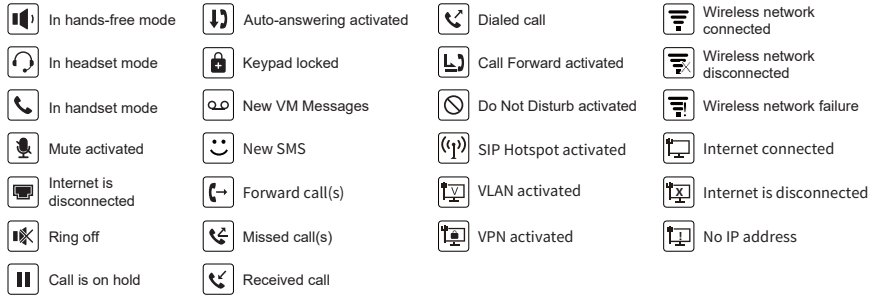 In hands-free mode
Auto-answering activated
Dialed call
Wireless network
connected
In headset mode
Keypad locked
Call Forward activated
Wireless network
disconnected
In handset mode
New VM Messages
Do Not Disturb activated
Wireless network failure
Mute activated
New SMS
SIP Hotspot activated
Internet connected
Internet is
disconnected
Forward call(s)
VLAN activated
Internet is disconnected
Ring off
Missed call(s)
VPN activated
No IP address
Call is on hold
Received call